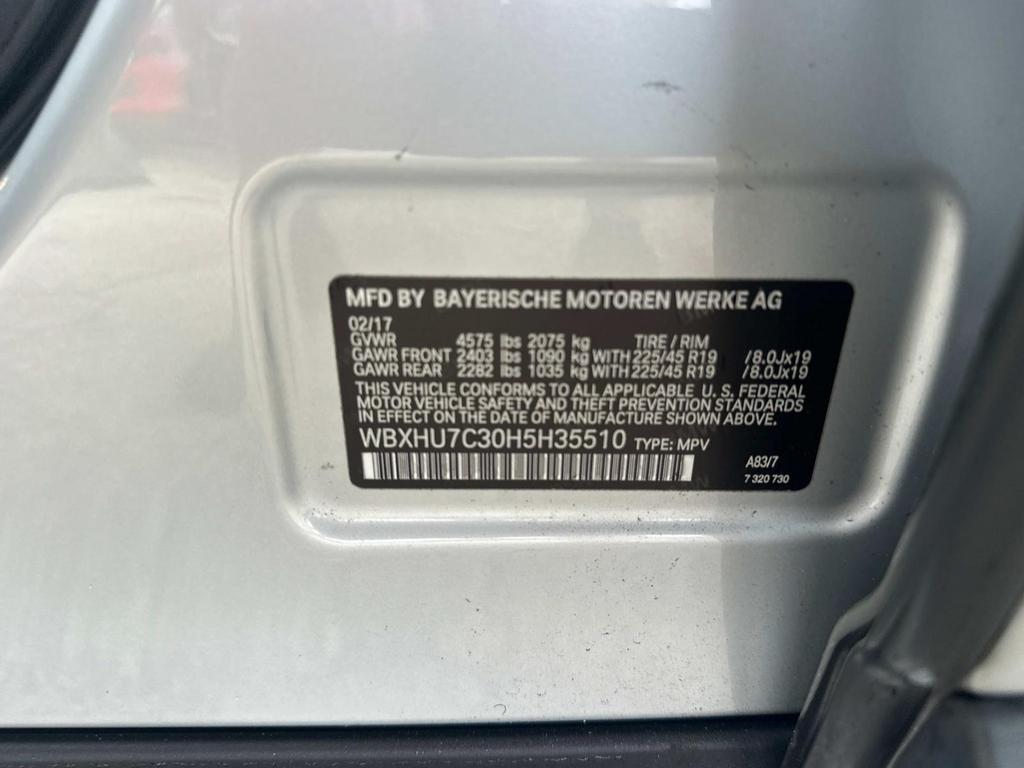 MFD BY BAYERISCHE MOTOREN WERKE AG
02/17
GVWR 4575 lbs 2075 kg TIRE / RIM
GAWR FRONT 2403 lbs 1090 kg WITH 225/45 R19 /8.0Jx19
GAWR REAR 2282 lbs 1035 kg WITH 225/45 R19 /8.0Jx19
THIS VEHICLE CONFORMS TO ALL APPLICABLE U. S. FEDERAL
MOTOR VEHICLE SAFETY AND THEFT PREVENTION STANDARDS
IN EFFECT ON THE DATE OF MANUFACTURE SHOWN ABOVE.
WBXHU7C30H5H35510 TYPE: MPV
A83/7
7 320 730